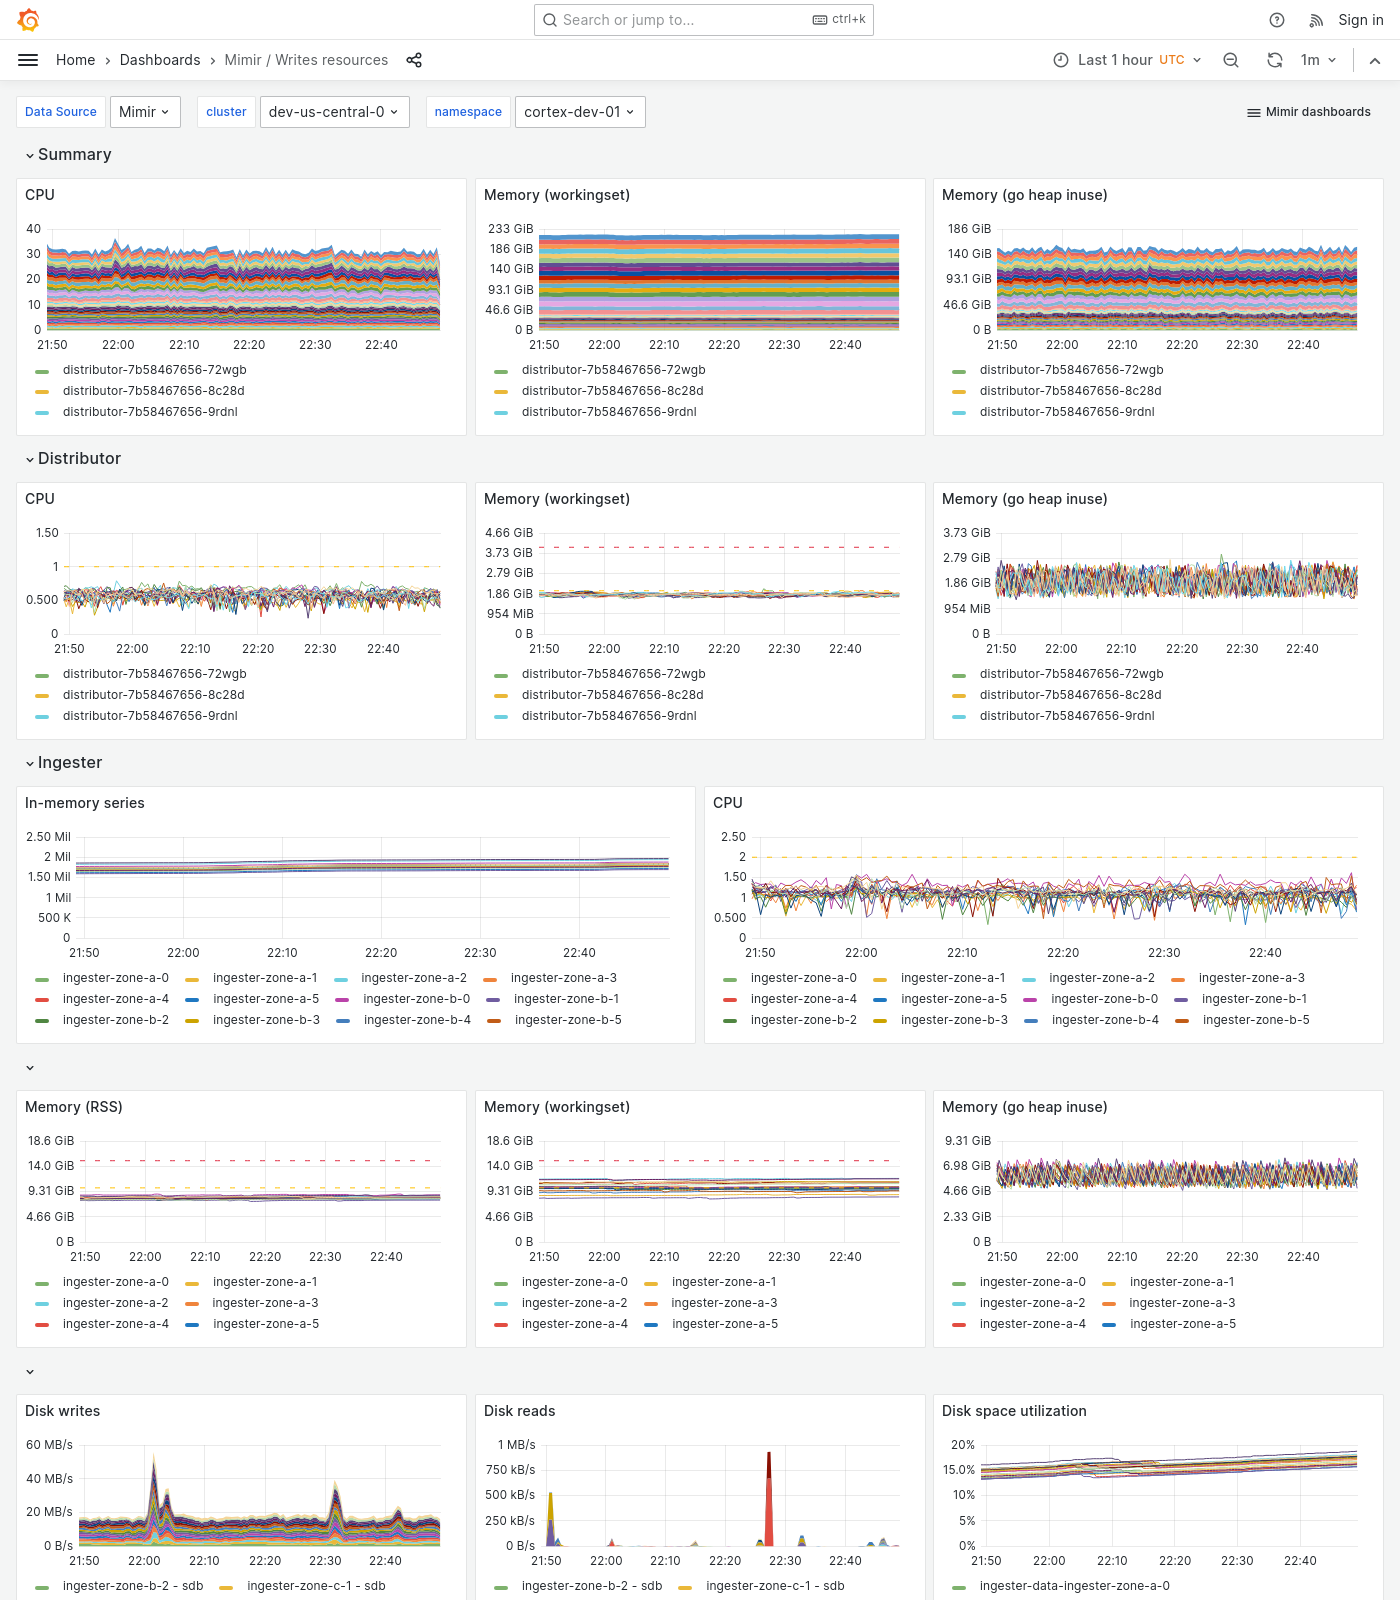 Search or jump to... ctrl+k Sign in
Home > Dashboards > Mimir / Writes resources Last 1 hour UTC 1m
Data Source Mimir cluster dev-us-central-0 namespace cortex-dev-01 Mimir dashboards
Summary
CPU
40
30
20
10
0
21:50 22:00 22:10 22:20 22:30 22:40
distributor-7b58467656-72wgb
distributor-7b58467656-8c28d
distributor-7b58467656-9rdnl
Memory (workingset)
233 GiB
186 GiB
140 GiB
93.1 GiB
46.6 GiB
0 B
21:50 22:00 22:10 22:20 22:30 22:40
distributor-7b58467656-72wgb
distributor-7b58467656-8c28d
distributor-7b58467656-9rdnl
Memory (go heap inuse)
186 GiB
140 GiB
93.1 GiB
46.6 GiB
0 B
21:50 22:00 22:10 22:20 22:30 22:40
distributor-7b58467656-72wgb
distributor-7b58467656-8c28d
distributor-7b58467656-9rdnl
Distributor
CPU
1.50
1
0.500
0
21:50 22:00 22:10 22:20 22:30 22:40
distributor-7b58467656-72wgb
distributor-7b58467656-8c28d
distributor-7b58467656-9rdnl
Memory (workingset)
4.66 GiB
3.73 GiB
2.79 GiB
1.86 GiB
954 MiB
0 B
21:50 22:00 22:10 22:20 22:30 22:40
distributor-7b58467656-72wgb
distributor-7b58467656-8c28d
distributor-7b58467656-9rdnl
Memory (go heap inuse)
3.73 GiB
2.79 GiB
1.86 GiB
954 MiB
0 B
21:50 22:00 22:10 22:20 22:30 22:40
distributor-7b58467656-72wgb
distributor-7b58467656-8c28d
distributor-7b58467656-9rdnl
Ingester
In-memory series
2.50 Mil
2 Mil
1.50 Mil
1 Mil
500 K
0
21:50 22:00 22:10 22:20 22:30 22:40
ingester-zone-a-0 ingester-zone-a-1 ingester-zone-a-2 ingester-zone-a-3
ingester-zone-a-4 ingester-zone-a-5 ingester-zone-b-0 ingester-zone-b-1
ingester-zone-b-2 ingester-zone-b-3 ingester-zone-b-4 ingester-zone-b-5
CPU
2.50
2
1.50
1
0.500
0
21:50 22:00 22:10 22:20 22:30 22:40
ingester-zone-a-0 ingester-zone-a-1 ingester-zone-a-2 ingester-zone-a-3
ingester-zone-a-4 ingester-zone-a-5 ingester-zone-b-0 ingester-zone-b-1
ingester-zone-b-2 ingester-zone-b-3 ingester-zone-b-4 ingester-zone-b-5
Memory (RSS)
18.6 GiB
14.0 GiB
9.31 GiB
4.66 GiB
0 B
21:50 22:00 22:10 22:20 22:30 22:40
ingester-zone-a-0 ingester-zone-a-1
ingester-zone-a-2 ingester-zone-a-3
ingester-zone-a-4 ingester-zone-a-5
Memory (workingset)
18.6 GiB
14.0 GiB
9.31 GiB
4.66 GiB
0 B
21:50 22:00 22:10 22:20 22:30 22:40
ingester-zone-a-0 ingester-zone-a-1
ingester-zone-a-2 ingester-zone-a-3
ingester-zone-a-4 ingester-zone-a-5
Memory (go heap inuse)
9.31 GiB
6.98 GiB
4.66 GiB
2.33 GiB
0 B
21:50 22:00 22:10 22:20 22:30 22:40
ingester-zone-a-0 ingester-zone-a-1
ingester-zone-a-2 ingester-zone-a-3
ingester-zone-a-4 ingester-zone-a-5
Disk writes
60 MB/s
40 MB/s
20 MB/s
0 B/s
21:50 22:00 22:10 22:20 22:30 22:40
ingester-zone-b-2 - sdb ingester-zone-c-1 - sdb
Disk reads
1 MB/s
750 kB/s
500 kB/s
250 kB/s
0 B/s
21:50 22:00 22:10 22:20 22:30 22:40
ingester-zone-b-2 - sdb ingester-zone-c-1 - sdb
Disk space utilization
20%
15.0%
10%
5%
0%
21:50 22:00 22:10 22:20 22:30 22:40
ingester-data-ingester-zone-a-0